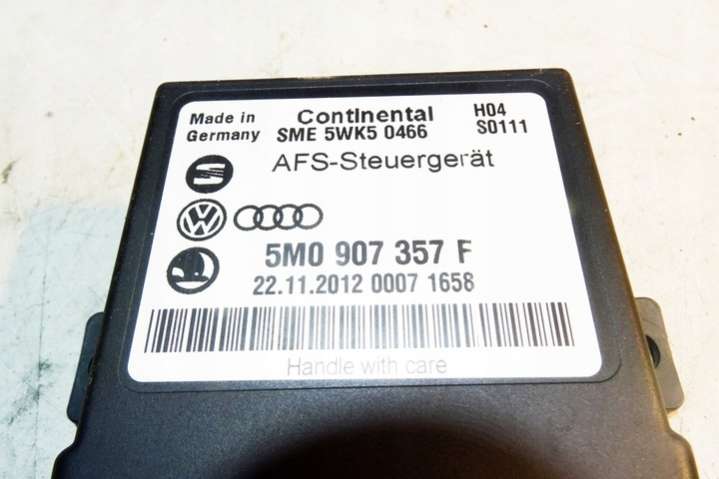 Made in Continental H04
Germany SME 5WK5 0466 S0111
AFS-Steuergerät
5M0 907 357 F
22.11.2012 0007 1658
Handle with care